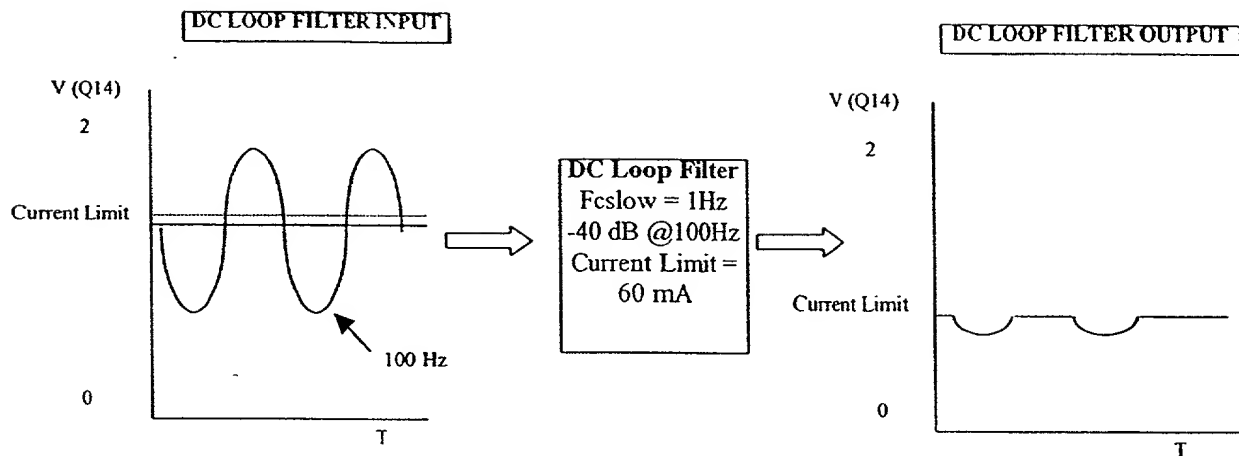 DC LOOP FILTER INPUT
V (Q14)
2
Current Limit
100 Hz
0
T
DC Loop Filter
Fcslow = 1Hz
-40 dB @100Hz
Current Limit =
60 mA
DC LOOP FILTER OUTPUT
V (Q14)
2
Current Limit
0
T